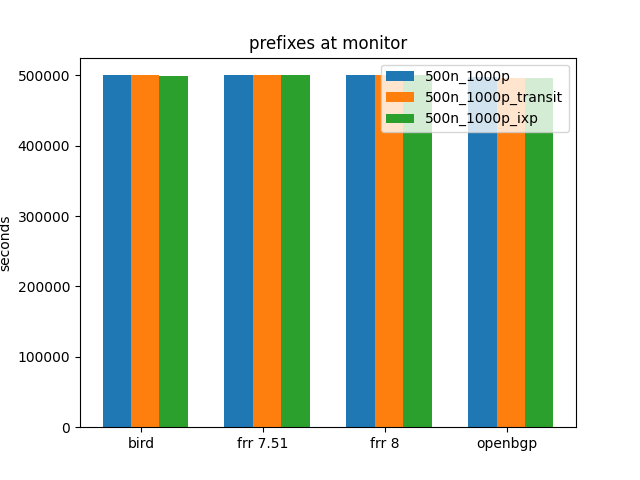 prefixes at monitor
500n_1000p
500n_1000p_transit
500n_1000p_ixp
seconds
500000
400000
300000
200000
100000
0
bird
frr 7.51
frr 8
openbgp